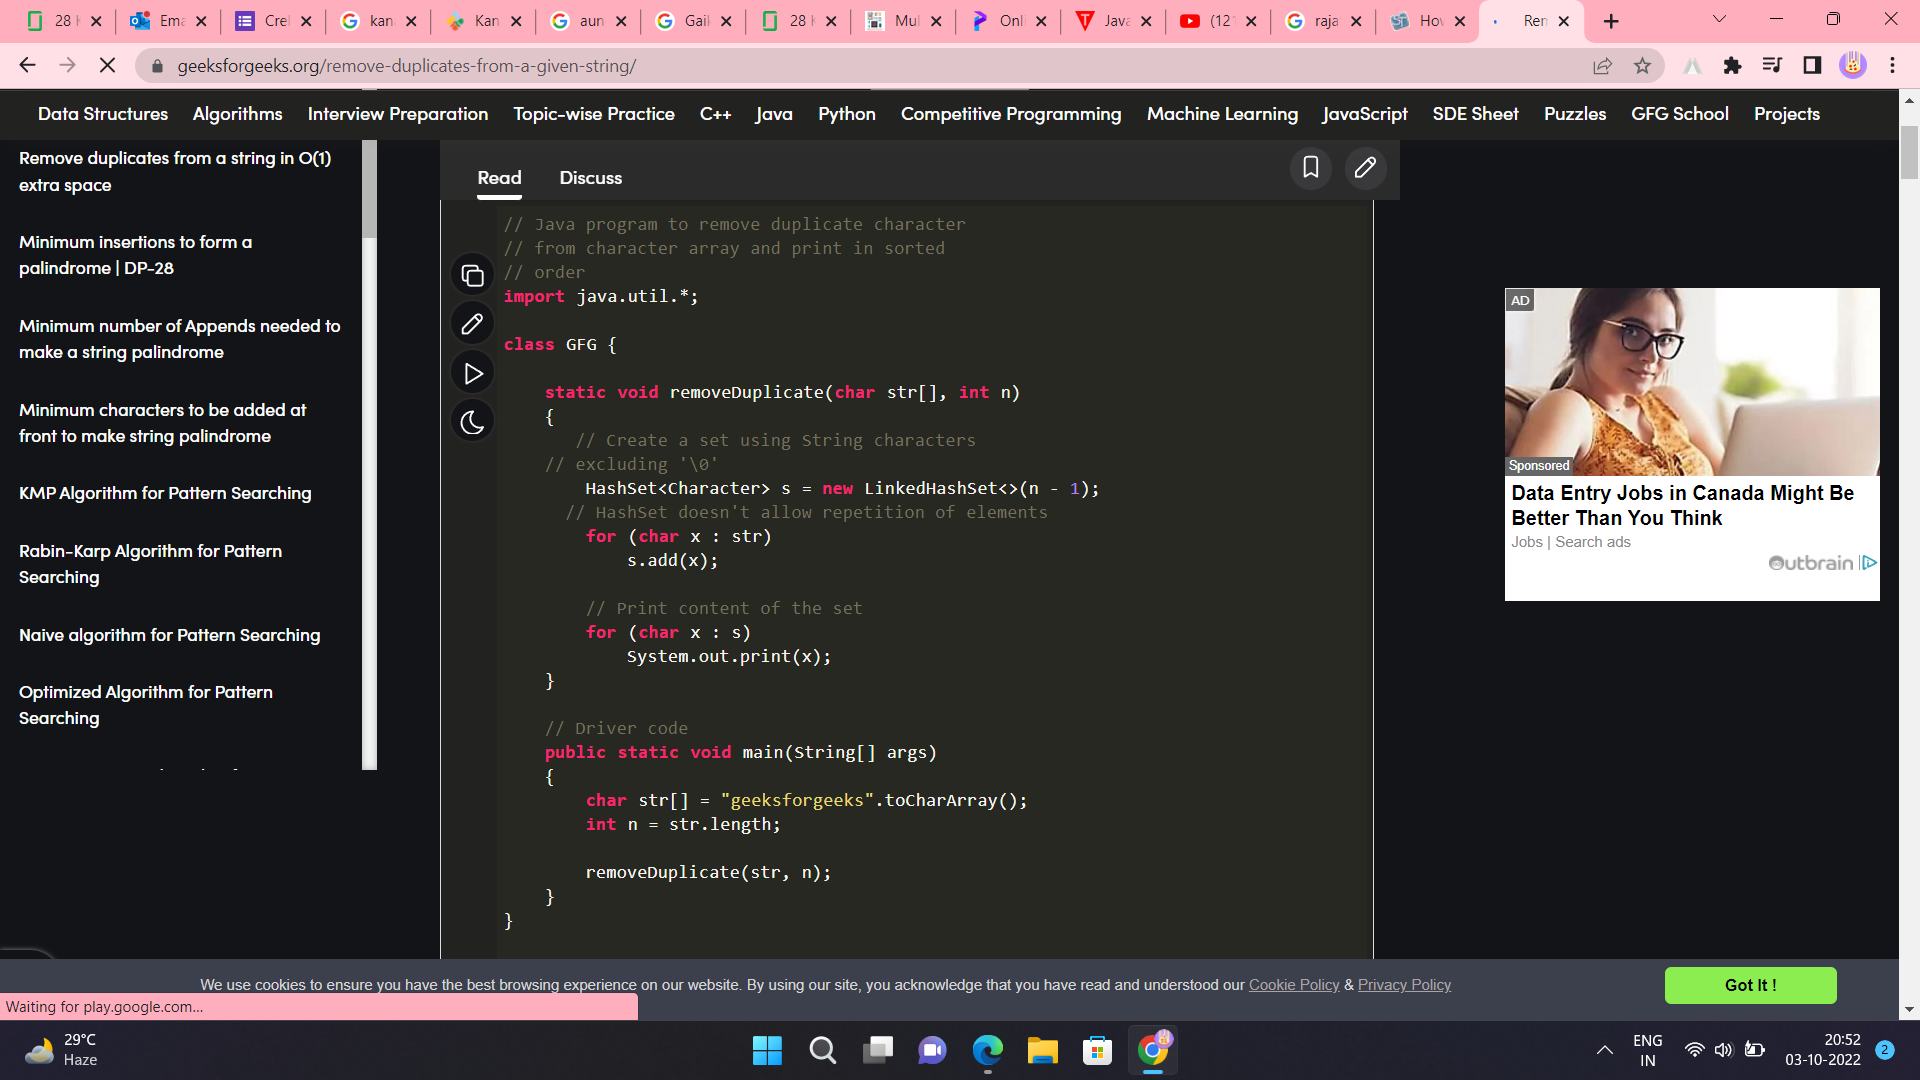 28 k
Ema
Crel
kan
Kan
aun
Gaik
28 k
Mul
Onli
Java
(12
raja
How
Rem
geeksforgeeks.org/remove-duplicates-from-a-given-string/
Data Structures Algorithms Interview Preparation Topic-wise Practice C++ Java Python Competitive Programming Machine Learning JavaScript SDE Sheet Puzzles GFG School Projects
Remove duplicates from a string in O(1)
extra space
Minimum insertions to form a
palindrome | DP-28
Minimum number of Appends needed to
make a string palindrome
Minimum characters to be added at
front to make string palindrome
KMP Algorithm for Pattern Searching
Rabin-Karp Algorithm for Pattern
Searching
Naive algorithm for Pattern Searching
Optimized Algorithm for Pattern
Searching
Read Discuss
// Java program to remove duplicate character
// from character array and print in sorted
// order
import java.util.*;
class GFG {
static void removeDuplicate(char str[], int n)
{
// Create a set using String characters
// excluding '\0'
HashSet<Character> s = new LinkedHashSet<>(n - 1);
// HashSet doesn't allow repetition of elements
for (char x : str)
s.add(x);
// Print content of the set
for (char x : s)
System.out.print(x);
}
// Driver code
public static void main(String[] args)
{
char str[] = "geeksforgeeks".toCharArray();
int n = str.length;
removeDuplicate(str, n);
}
}
AD
Sponsored
Data Entry Jobs in Canada Might Be
Better Than You Think
Jobs | Search ads
Outbrain
We use cookies to ensure you have the best browsing experience on our website. By using our site, you acknowledge that you have read and understood our Cookie Policy & Privacy Policy
Got It !
Waiting for play.google.com...
29°C
Haze
ENG
IN
20:52
03-10-2022
2